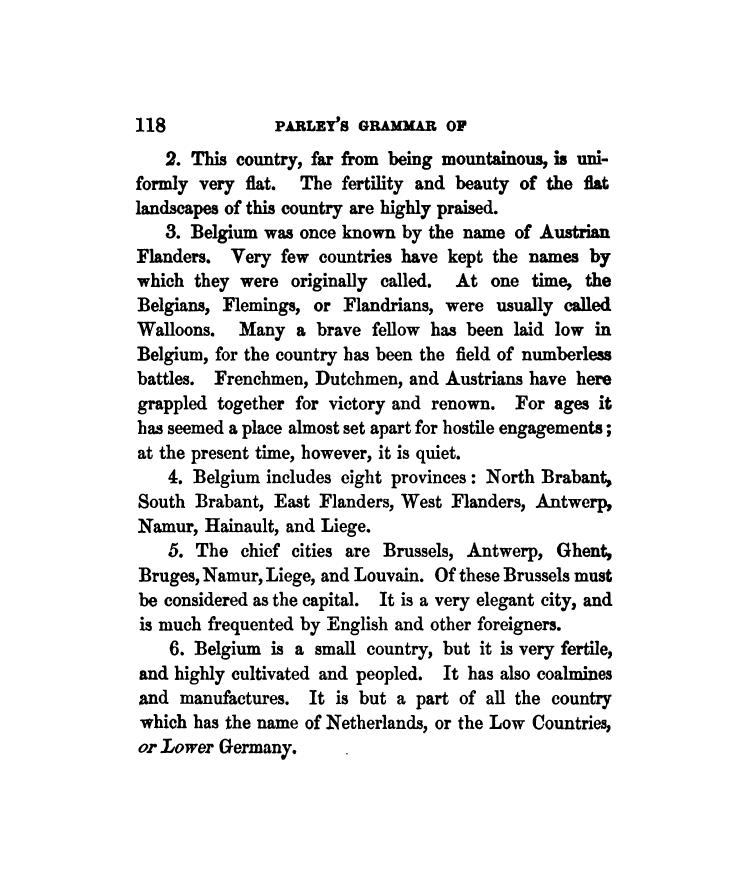 118 PARLEY'S GRAMMAR OF
2. This country, far from being mountainous, is uni-
formly very flat. The fertility and beauty of the flat
landscapes of this country are highly praised.
3. Belgium was once known by the name of Austrian
Flanders. Very few countries have kept the names by
which they were originally called. At one time, the
Belgians, Flemings, or Flandrians, were usually called
Walloons. Many a brave fellow has been laid low in
Belgium, for the country has been the field of numberless
battles. Frenchmen, Dutchmen, and Austrians have here
grappled together for victory and renown. For ages it
has seemed a place almost set apart for hostile engagements;
at the present time, however, it is quiet.
4. Belgium includes eight provinces: North Brabant,
South Brabant, East Flanders, West Flanders, Antwerp,
Namur, Hainault, and Liege.
5. The chief cities are Brussels, Antwerp, Ghent,
Bruges, Namur, Liege, and Louvain. Of these Brussels must
be considered as the capital. It is a very elegant city, and
is much frequented by English and other foreigners.
6. Belgium is a small country, but it is very fertile,
and highly cultivated and peopled. It has also coalmines
and manufactures. It is but a part of all the country
which has the name of Netherlands, or the Low Countries,
or Lower Germany.